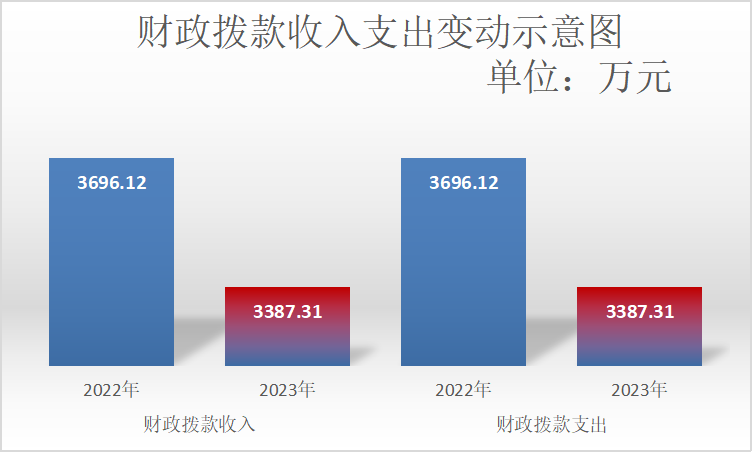 财政拨款收入支出变动示意图
单位：万元
3696.12
3387.31
3696.12
3387.31
2022年
2023年
2022年
2023年
财政拨款收入
财政拨款支出